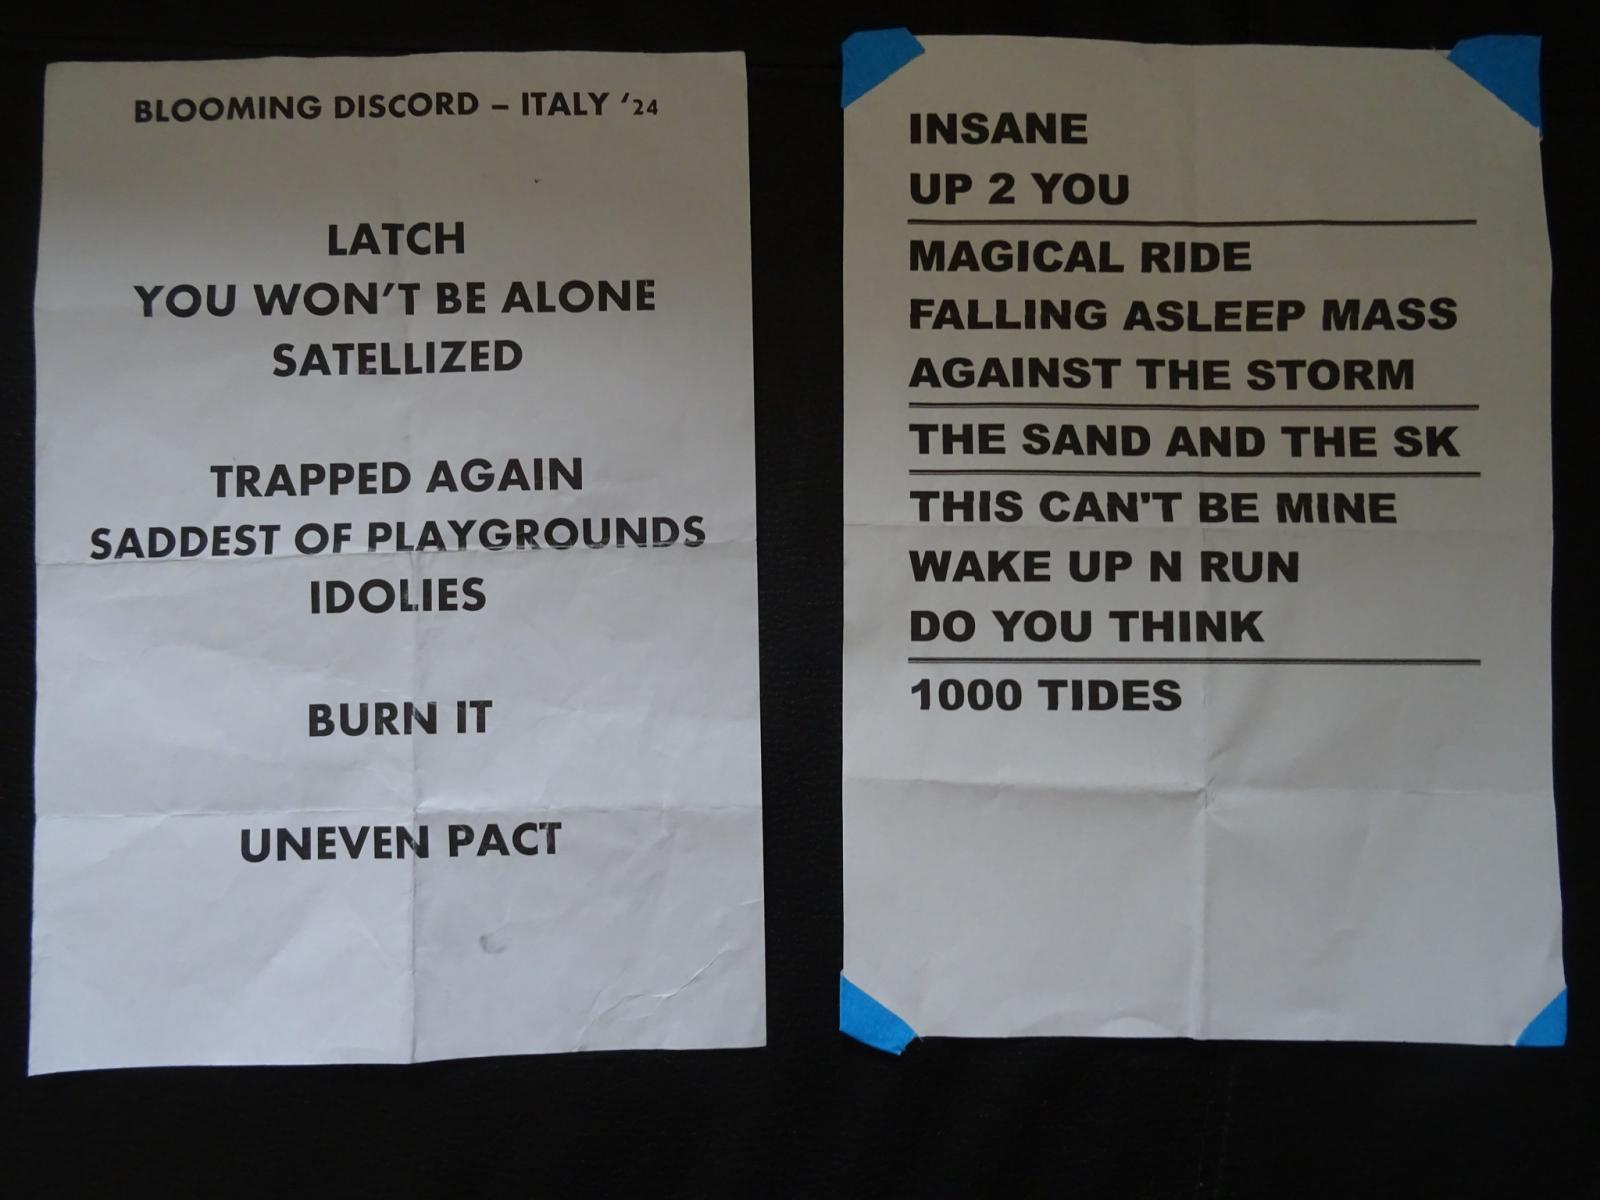 BLOOMING DISCORD – ITALY '24
LATCH
YOU WON'T BE ALONE
SATELLIZED
TRAPPED AGAIN
SADDEST OF PLAYGROUNDS
IDOLIES
BURN IT
UNEVEN PACT
INSANE
UP 2 YOU
MAGICAL RIDE
FALLING ASLEEP MASS
AGAINST THE STORM
THE SAND AND THE SK
THIS CAN'T BE MINE
WAKE UP N RUN
DO YOU THINK
1000 TIDES